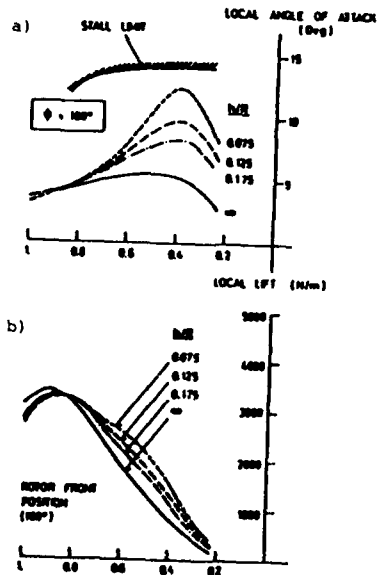 a)
LOCAL ANGLE OF ATTACK
(Deg)
STALL LIMIT
15
ϕ = 180°
h/R
10
0.075
0.125
0.175
5
∞
1. 0.8 0.6 0.4 0.2
LOCAL LIFT (N/m)
b)
5000
h/R
0.075
4000
0.125
0.175
∞
3000
2000
ROTOR FRONT
POSITION
(180°)
1000
1. 0.8 0.6 0.4 0.2